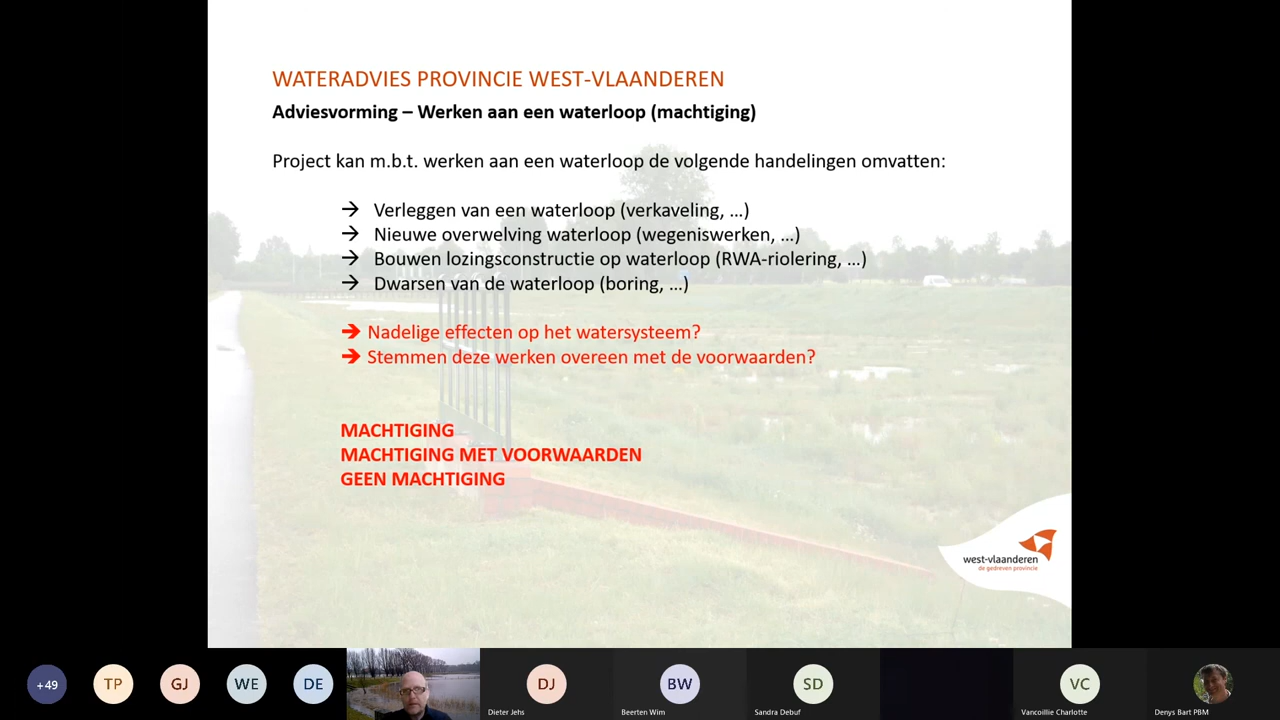 WATERADVIES PROVINCIE WEST-VLAANDEREN
Adviesvorming – Werken aan een waterloop (machtiging)
Project kan m.b.t. werken aan een waterloop de volgende handelingen omvatten:
→ Verleggen van een waterloop (verkaveling, ...)
→ Nieuwe overwelving waterloop (wegeniswerken, ...)
→ Bouwen lozingsconstructie op waterloop (RWA-riolering, ...)
→ Dwarsen van de waterloop (boring, ...)
→ Nadelige effecten op het watersysteem?
→ Stemmen deze werken overeen met de voorwaarden?
MACHTIGING
MACHTIGING MET VOORWAARDEN
GEEN MACHTIGING
west-vlaanderen
de gedreven provincie
+49 TP GJ WE DE DJ BW SD VC
Dieter Jehs Beerten Wim Sandra Debuf Vancoillie Charlotte Denys Bart PBM